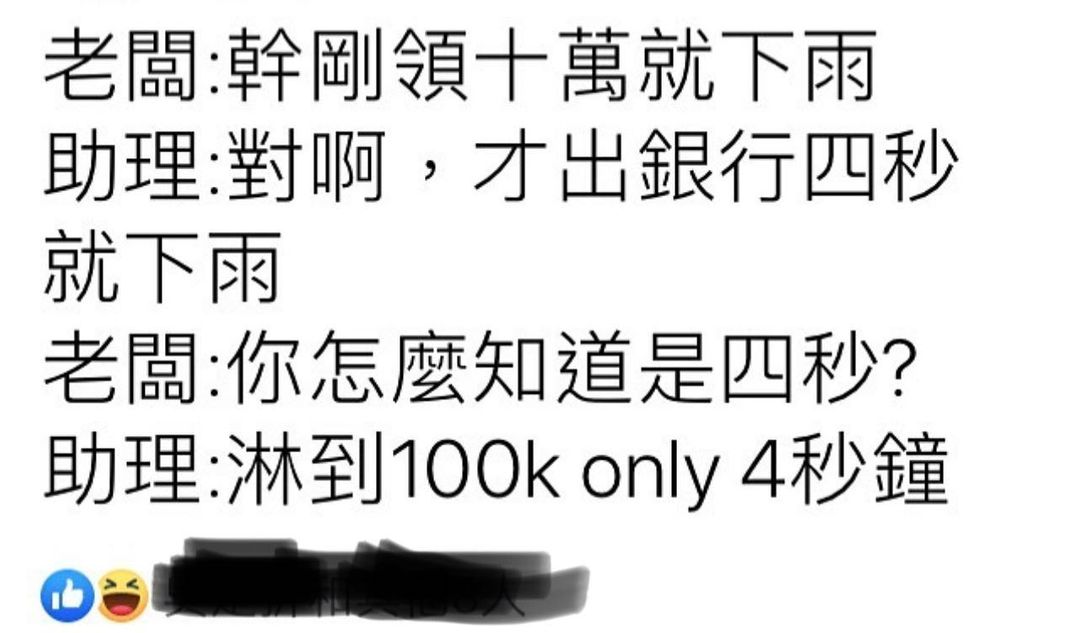 老闆:幹剛領十萬就下雨
助理:對啊，才出銀行四秒
就下雨
老闆:你怎麼知道是四秒?
助理:淋到100k only 4秒鐘